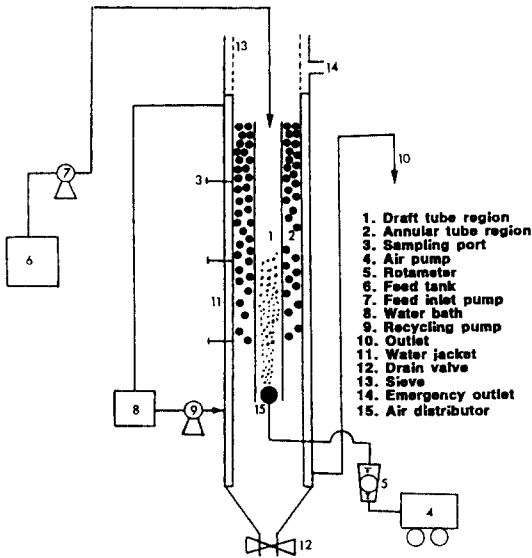 13
14
7
10
3
1
2
6
11
8
9
15
5
4
12
1. Draft tube region
2. Annular tube region
3. Sampling port
4. Air pump
5. Rotameter
6. Feed tank
7. Feed inlet pump
8. Water bath
9. Recycling pump
10. Outlet
11. Water jacket
12. Drain valve
13. Sieve
14. Emergency outlet
15. Air distributor